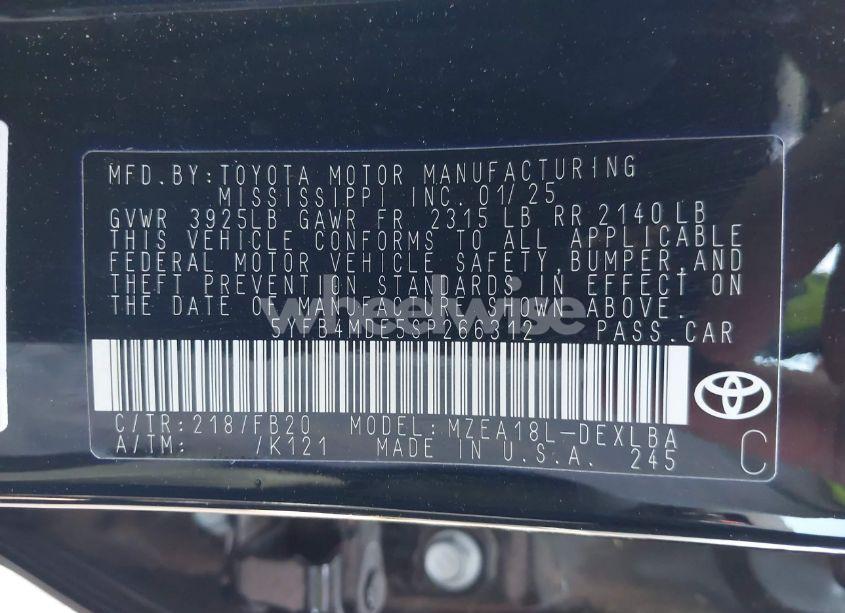 MFD.BY:TOYOTA MOTOR MANUFACTURING
MISSISSIPPI INC. 01/25
GVWR 3925LB GAWR FR 2315 LB RR 2140 LB
THIS VEHICLE CONFORMS TO ALL APPLICABLE
FEDERAL MOTOR VEHICLE SAFETY,BUMPER,AND
THEFT PREVENTION STANDARDS IN EFFECT ON
THE DATE OF MANUFACTURE SHOWN ABOVE.
wheelwise
5YFB4MDE5SP266312 PASS.CAR
C/TR:218/FB20 MODEL: MZEA18L-DEXLBA
A/TM: /K121 MADE IN U.S.A. 245 C